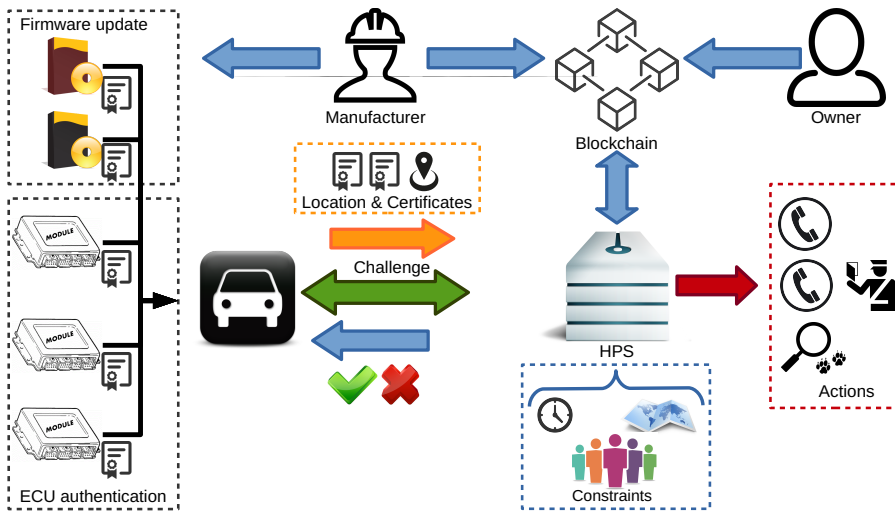 Firmware update
Manufacturer
Blockchain
Owner
Location & Certificates
MODULE
Challenge
MODULE
HPS
MODULE
Actions
Constraints
ECU authentication